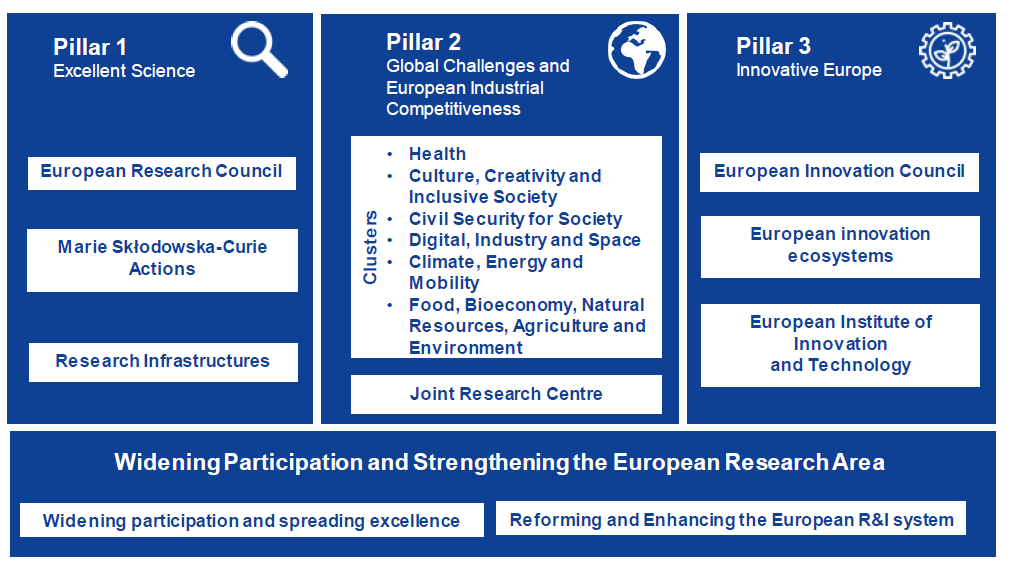 Pillar 1
Excellent Science
European Research Council
Marie Skłodowska-Curie
Actions
Research Infrastructures
Pillar 2
Global Challenges and
European Industrial
Competitiveness
Clusters
• Health
• Culture, Creativity and
Inclusive Society
• Civil Security for Society
• Digital, Industry and Space
• Climate, Energy and
Mobility
• Food, Bioeconomy, Natural
Resources, Agriculture and
Environment
Joint Research Centre
Pillar 3
Innovative Europe
European Innovation Council
European innovation
ecosystems
European Institute of
Innovation
and Technology
Widening Participation and Strengthening the European Research Area
Widening participation and spreading excellence
Reforming and Enhancing the European R&I system